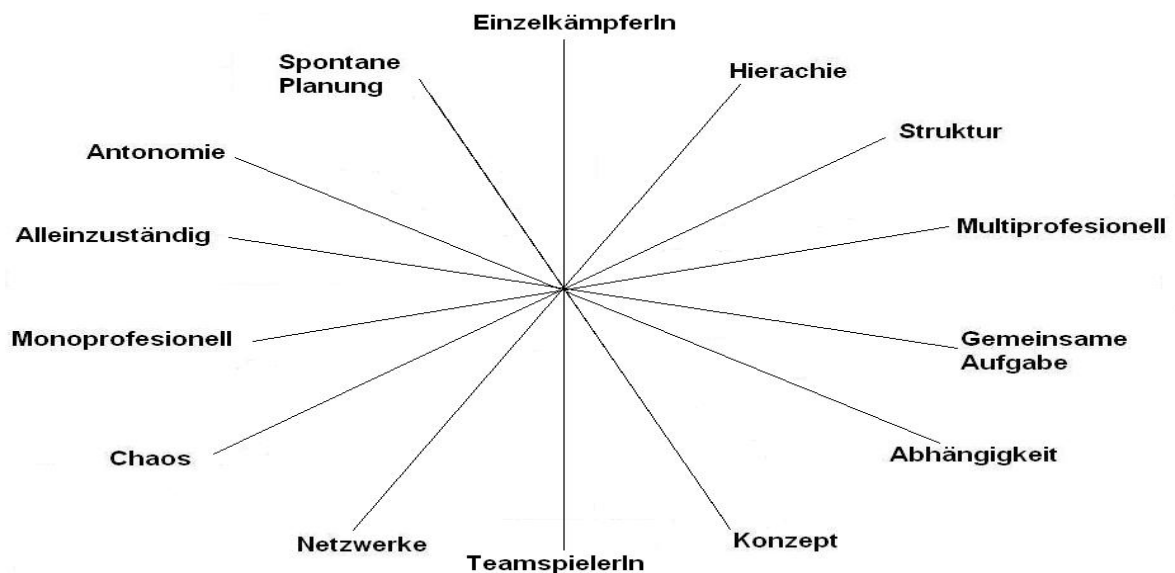 EinzelkämpferIn
Spontane
Planung
Hierachie
Struktur
Antonomie
Multiprofesionell
Alleinzuständig
Monoprofesionell
Gemeinsame
Aufgabe
Chaos
Abhängigkeit
Netzwerke
Konzept
TeamspielerIn